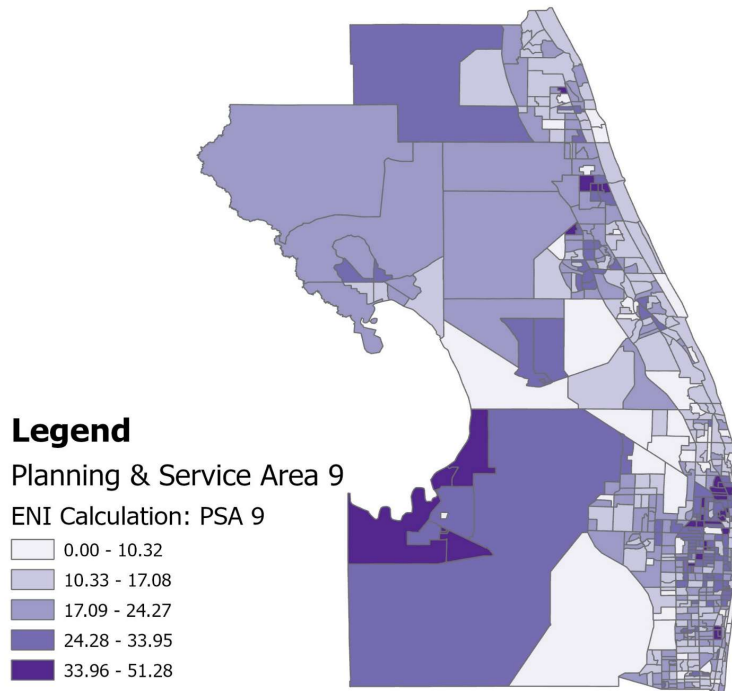 Legend
Planning & Service Area 9
ENI Calculation: PSA 9
0.00 - 10.32
10.33 - 17.08
17.09 - 24.27
24.28 - 33.95
33.96 - 51.28